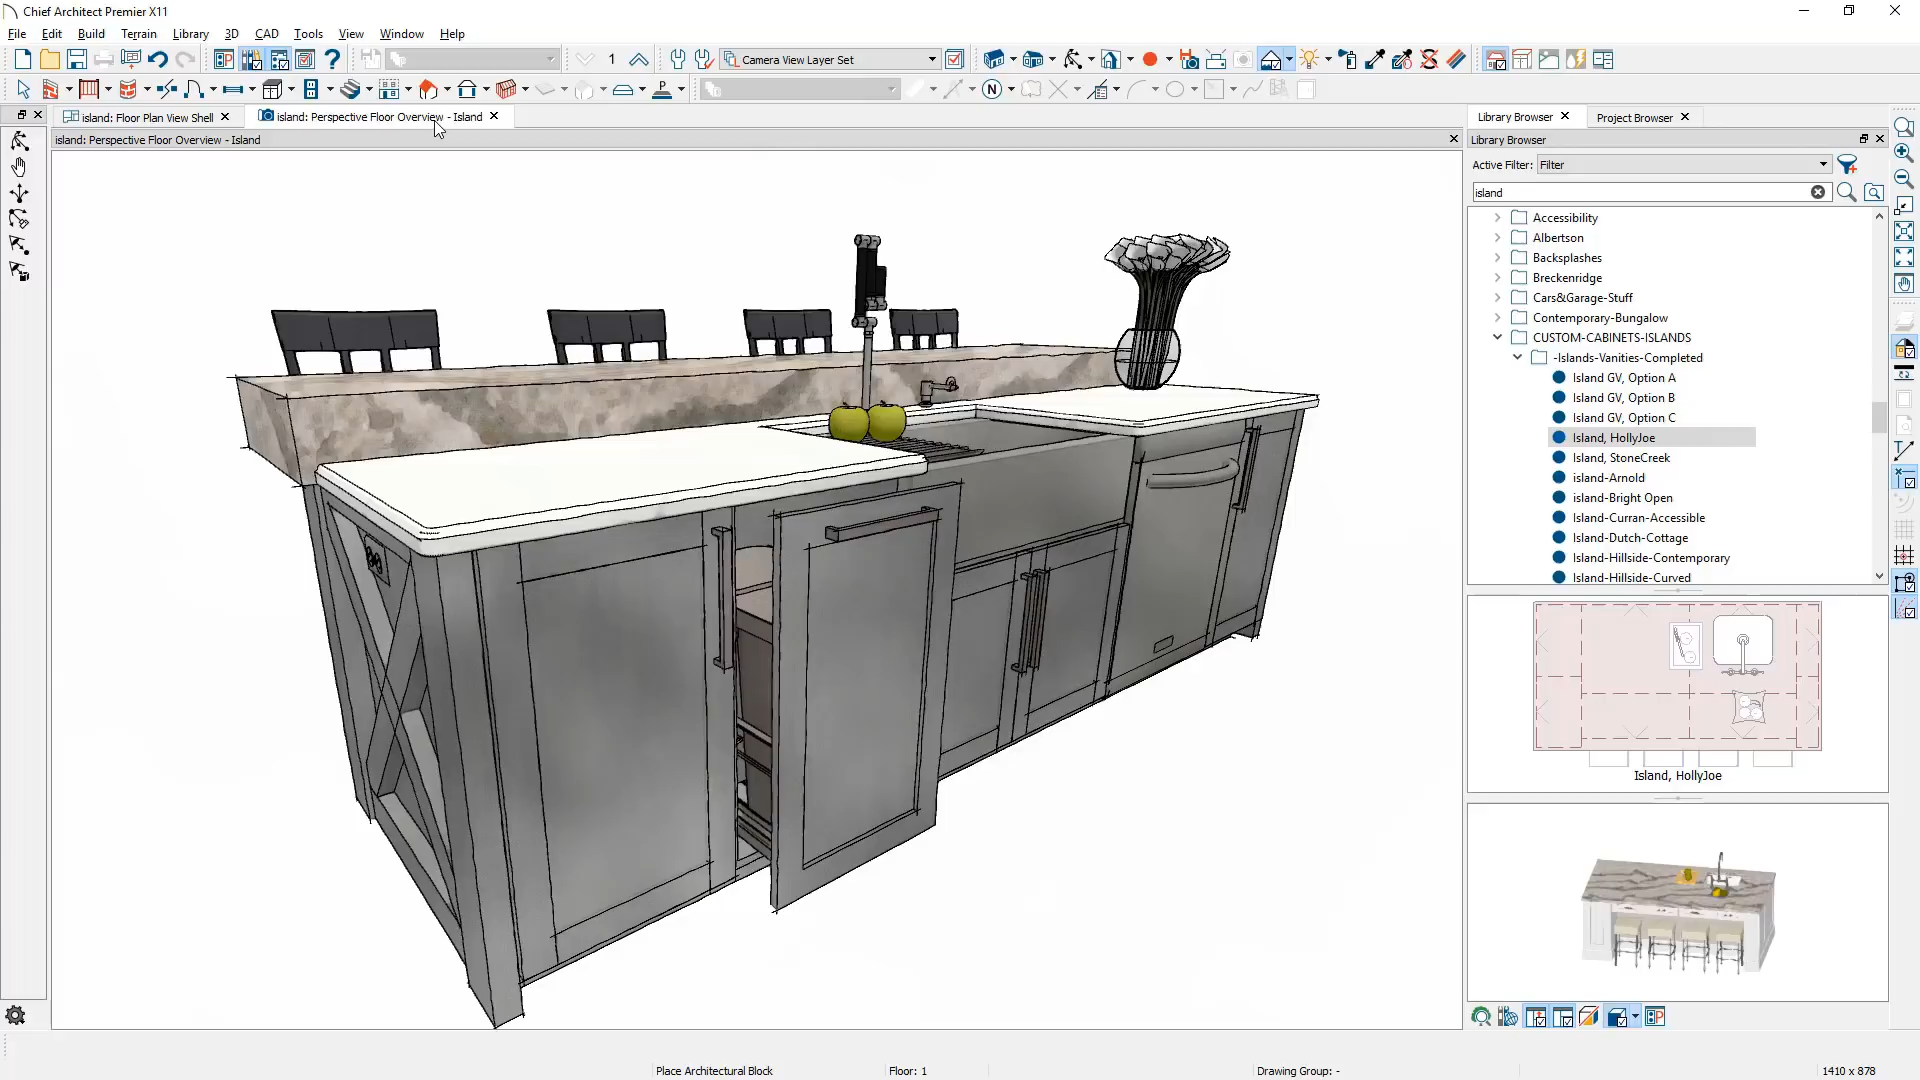 Chief Architect Premier X11
File Edit Build Terrain Library 3D CAD Tools View Window Help
1 Camera View Layer Set
N
island: Floor Plan View Shell island: Perspective Floor Overview - Island Library Browser Project Browser
island: Perspective Floor Overview - Island Library Browser
Active Filter: Filter
island
Accessibility
Albertson
Backsplashes
Breckenridge
Cars&Garage-Stuff
Contemporary-Bungalow
CUSTOM-CABINETS-ISLANDS
-Islands-Vanities-Completed
Island GV, Option A
Island GV, Option B
Island GV, Option C
Island, HollyJoe
Island, StoneCreek
island-Arnold
island-Bright Open
Island-Curran-Accessible
Island-Dutch-Cottage
Island-Hillside-Contemporary
Island-Hillside-Curved
Island, HollyJoe
Place Architectural Block Floor: 1 Drawing Group: - 1410 x 878